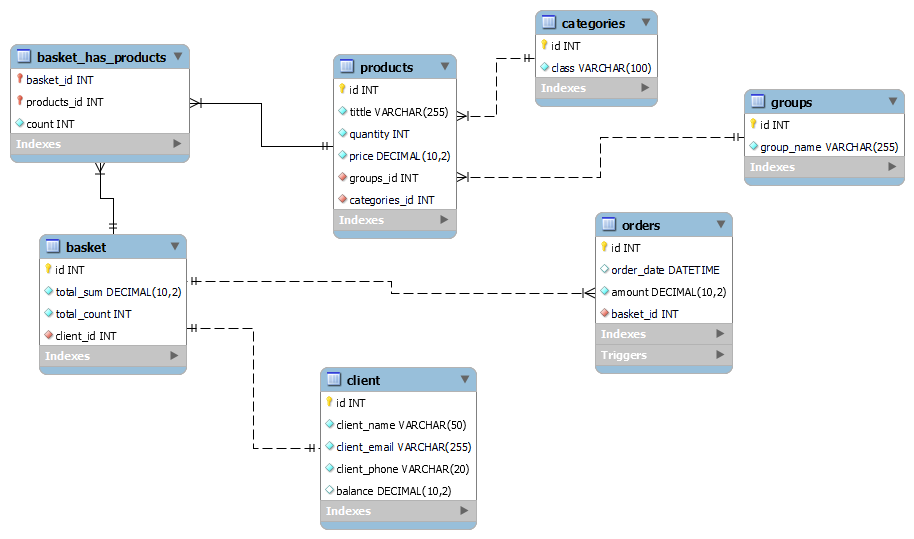 basket_has_products
basket_id INT
products_id INT
count INT
Indexes
products
id INT
tittle VARCHAR(255)
quantity INT
price DECIMAL(10,2)
groups_id INT
categories_id INT
Indexes
categories
id INT
class VARCHAR(100)
Indexes
groups
id INT
group_name VARCHAR(255)
Indexes
basket
id INT
total_sum DECIMAL(10,2)
total_count INT
client_id INT
Indexes
orders
id INT
order_date DATETIME
amount DECIMAL(10,2)
basket_id INT
Indexes
Triggers
client
id INT
client_name VARCHAR(50)
client_email VARCHAR(255)
client_phone VARCHAR(20)
balance DECIMAL(10,2)
Indexes